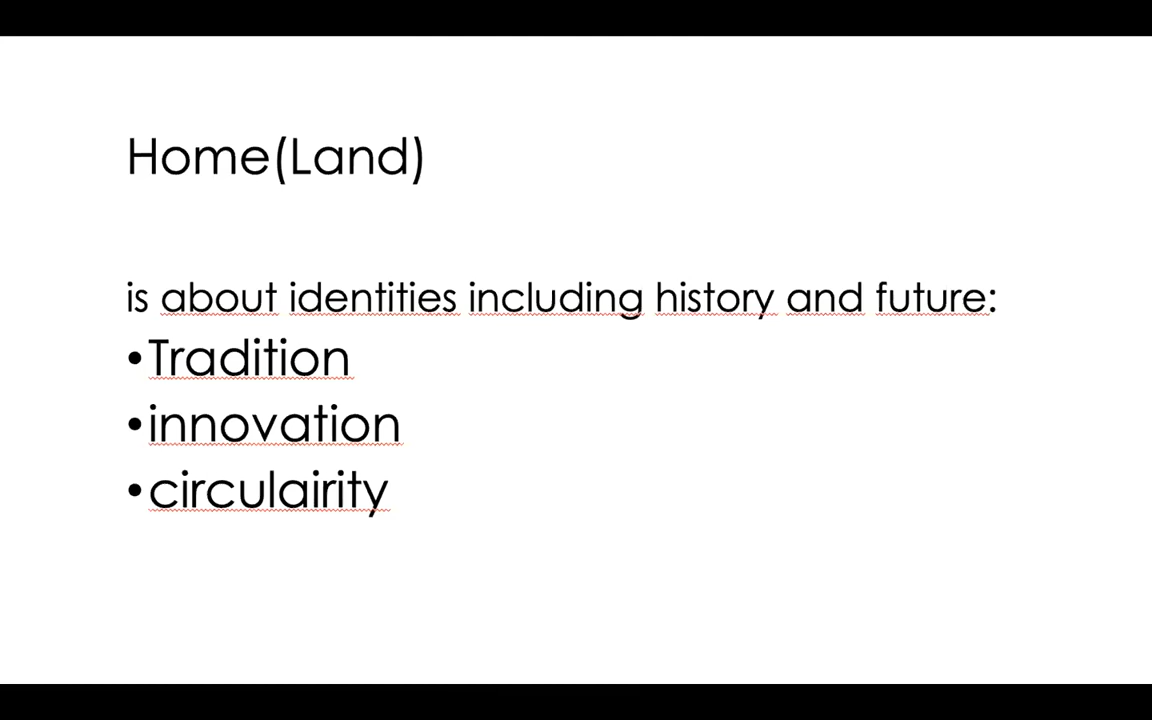 Home(Land)
is about identities including history and future:
•Tradition
•innovation
•circulairity